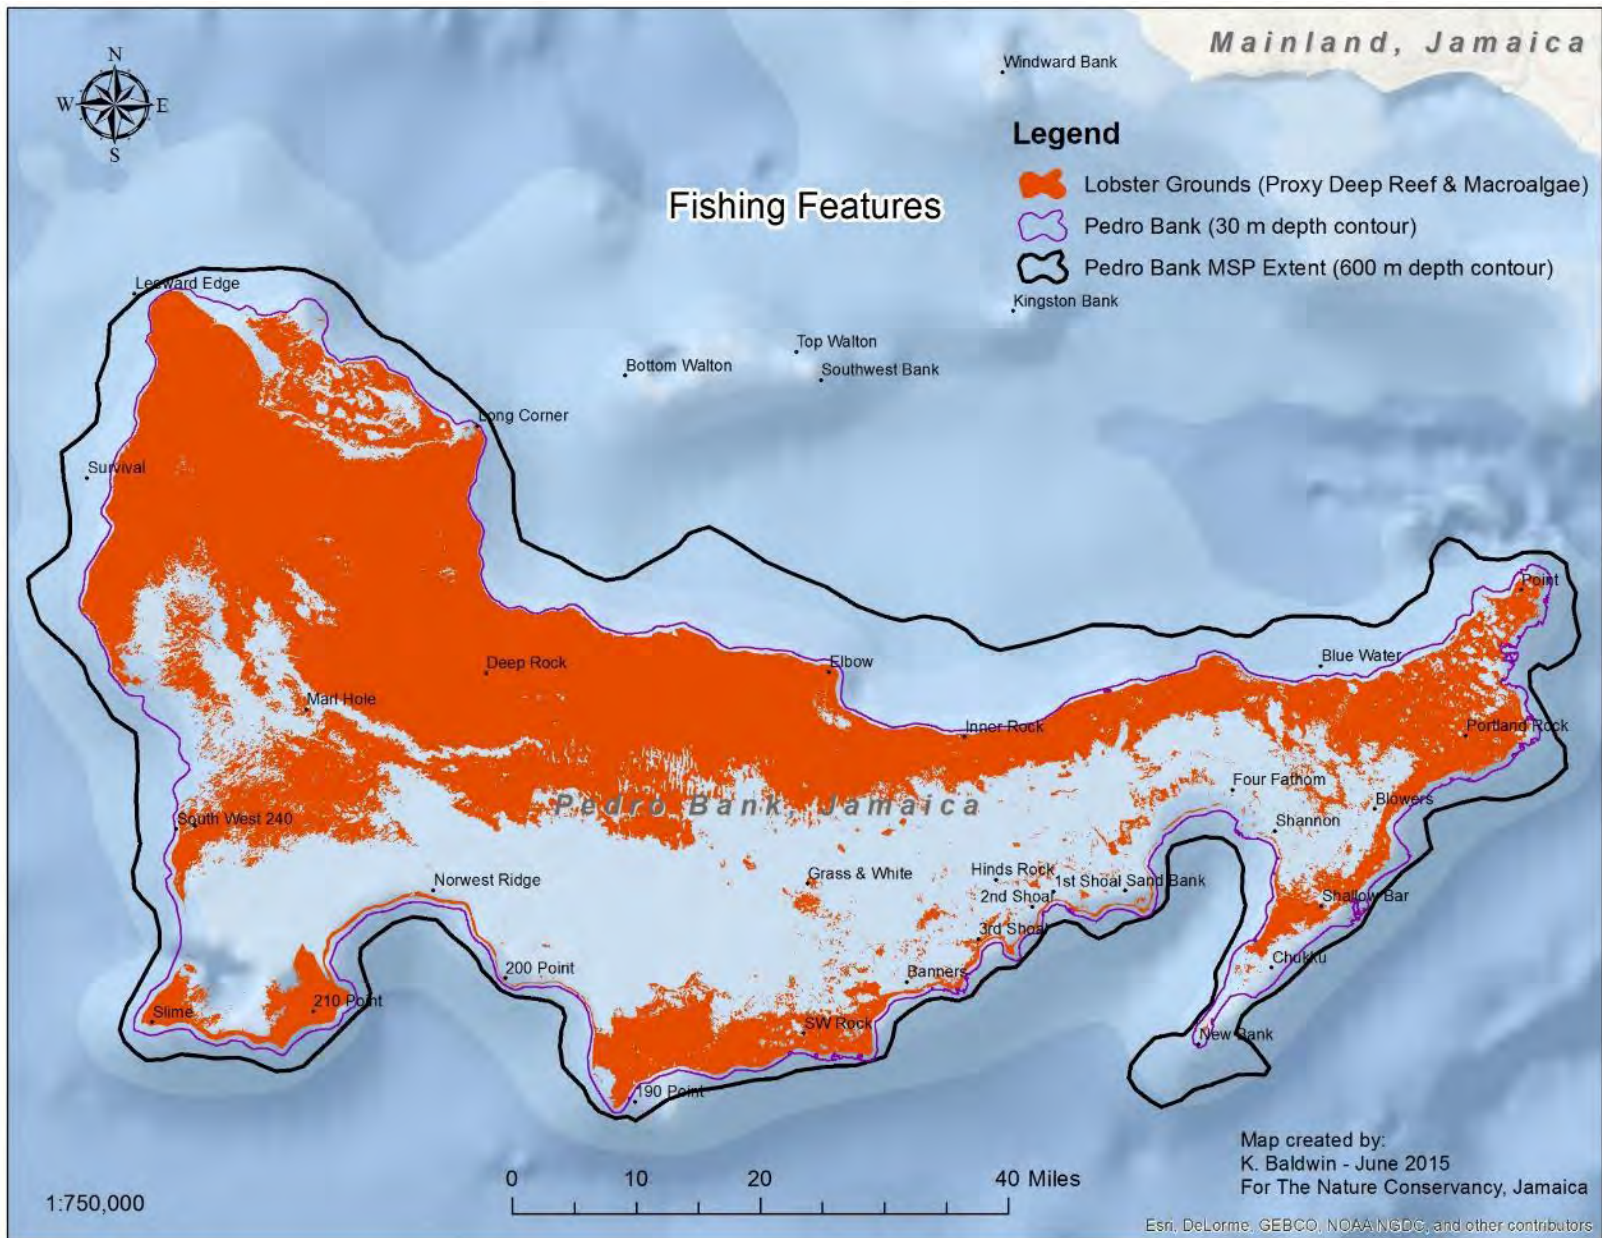 Mainland, Jamaica
Windward Bank
N
W
E
S
Legend
Lobster Grounds (Proxy Deep Reef & Macroalgae)
Pedro Bank (30 m depth contour)
Pedro Bank MSP Extent (600 m depth contour)
Fishing Features
Leeward Edge
Kingston Bank
Top Walton
Bottom Walton
Southwest Bank
Long Corner
Survival
Point
Deep Rock
Elbow
Blue Water
Marl Hole
Inner Rock
Portland Rock
Four Fathom
Pedro Bank, Jamaica
Blowers
South West 240
Shannon
Norwest Ridge
Grass & White
Hinds Rock
1st Shoal
Sand Bank
2nd Shoal
Shallow Bar
3rd Shoal
200 Point
Banners
Chukku
Slime
210 Point
SW Rock
New Bank
190 Point
0 10 20 40 Miles
1:750,000
Map created by:
K. Baldwin - June 2015
For The Nature Conservancy, Jamaica
Esri, DeLorme, GEBCO, NOAA NGDC, and other contributors